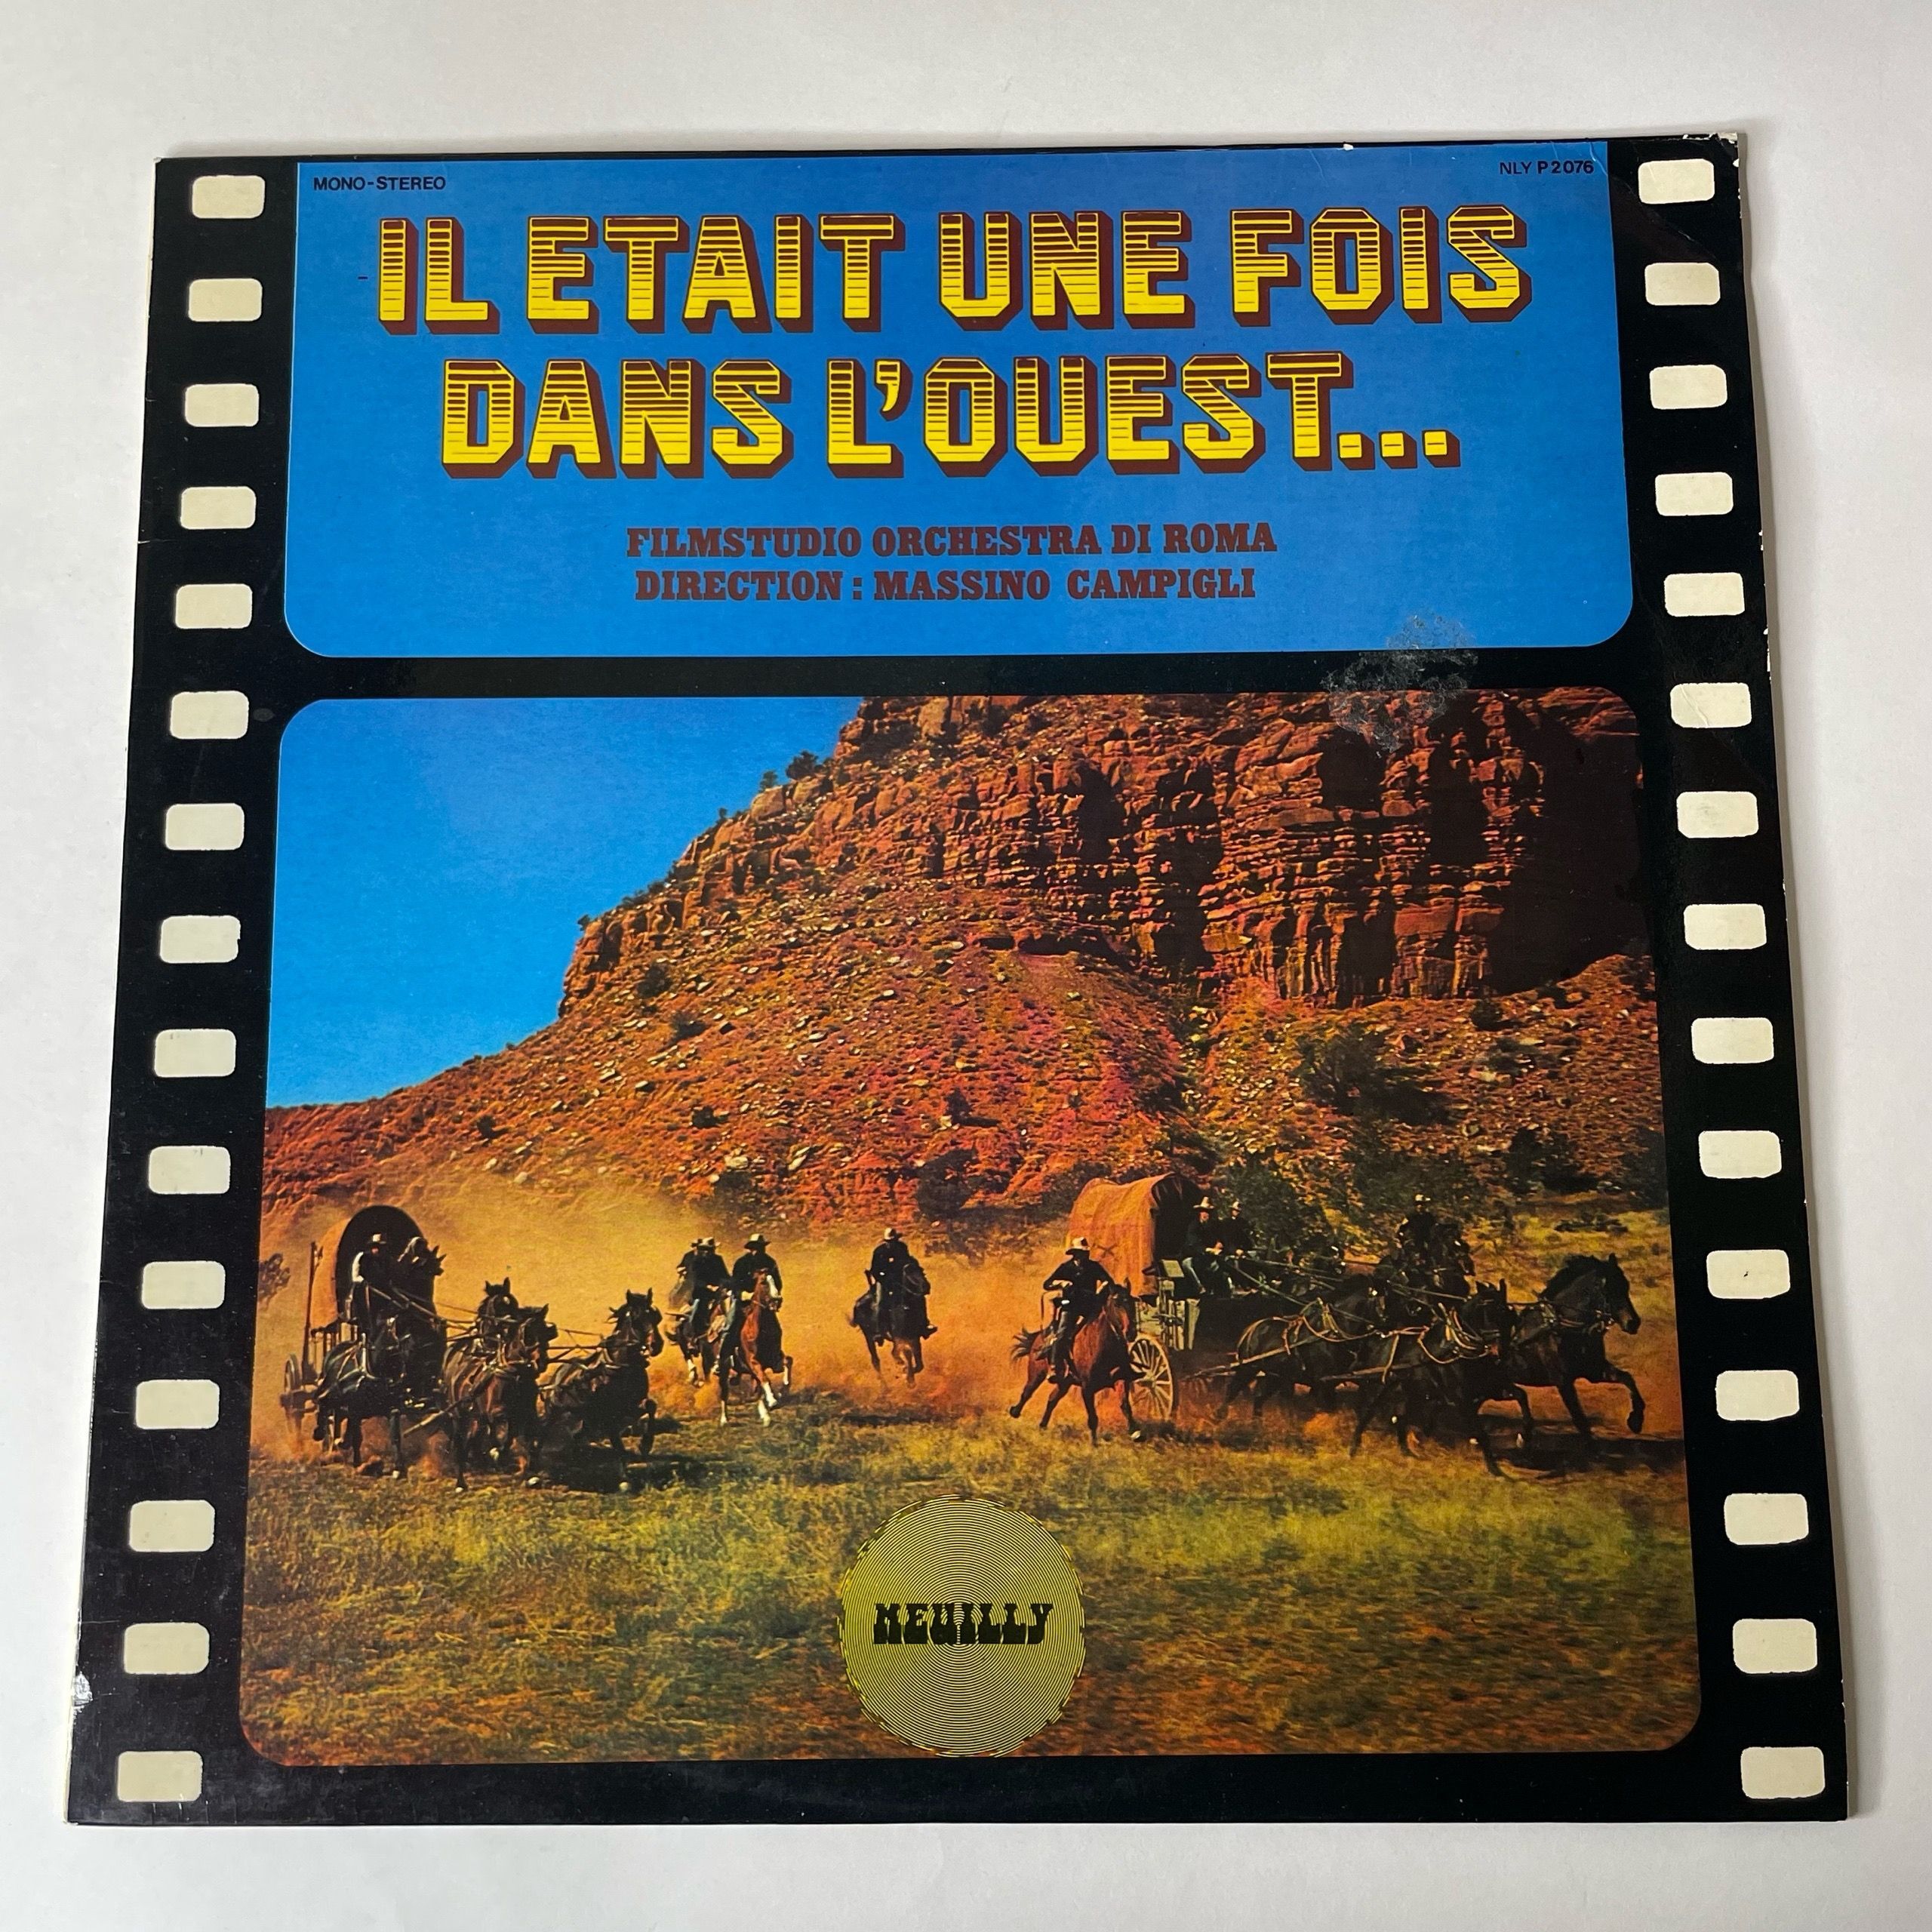 MONO-STEREO
NLY P 2076
IL ETAIT UNE FOIS
DANS L'OUEST...
FILMSTUDIO ORCHESTRA DI ROMA
DIRECTION : MASSINO CAMPIGLI
NEUILLY